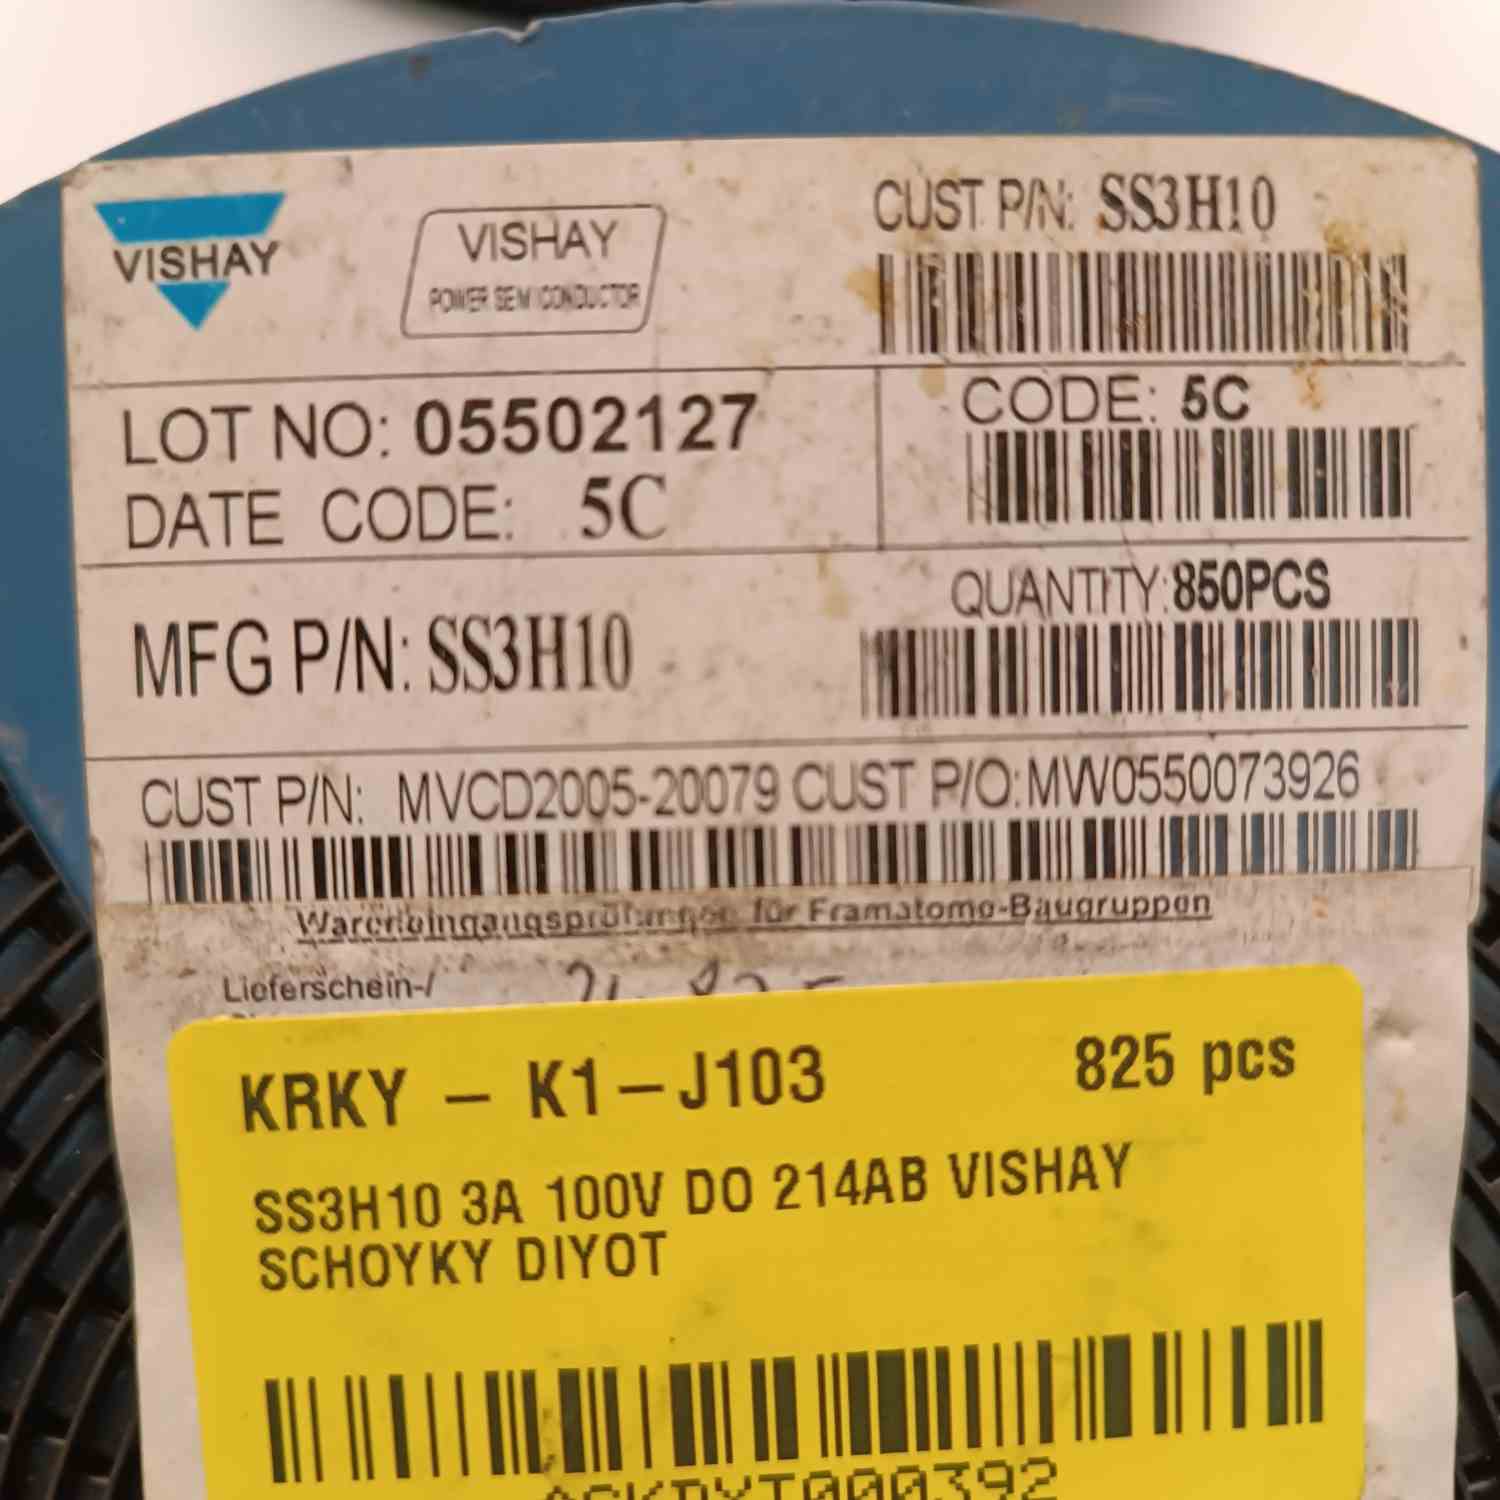 VISHAY
VISHAY
POWER SEMICONDUCTOR
CUST P/N: SS3H10
LOT NO: 05502127
DATE CODE: 5C
CODE: 5C
MFG P/N: SS3H10
QUANTITY:850PCS
CUST P/N: MVCD2005-20079 CUST P/O:MW0550073926
für Framatome-Baugruppen
Lieferschein-/
KRKY - K1-J103 825 pcs
SS3H10 3A 100V DO 214AB VISHAY
SCHOYKY DIYOT